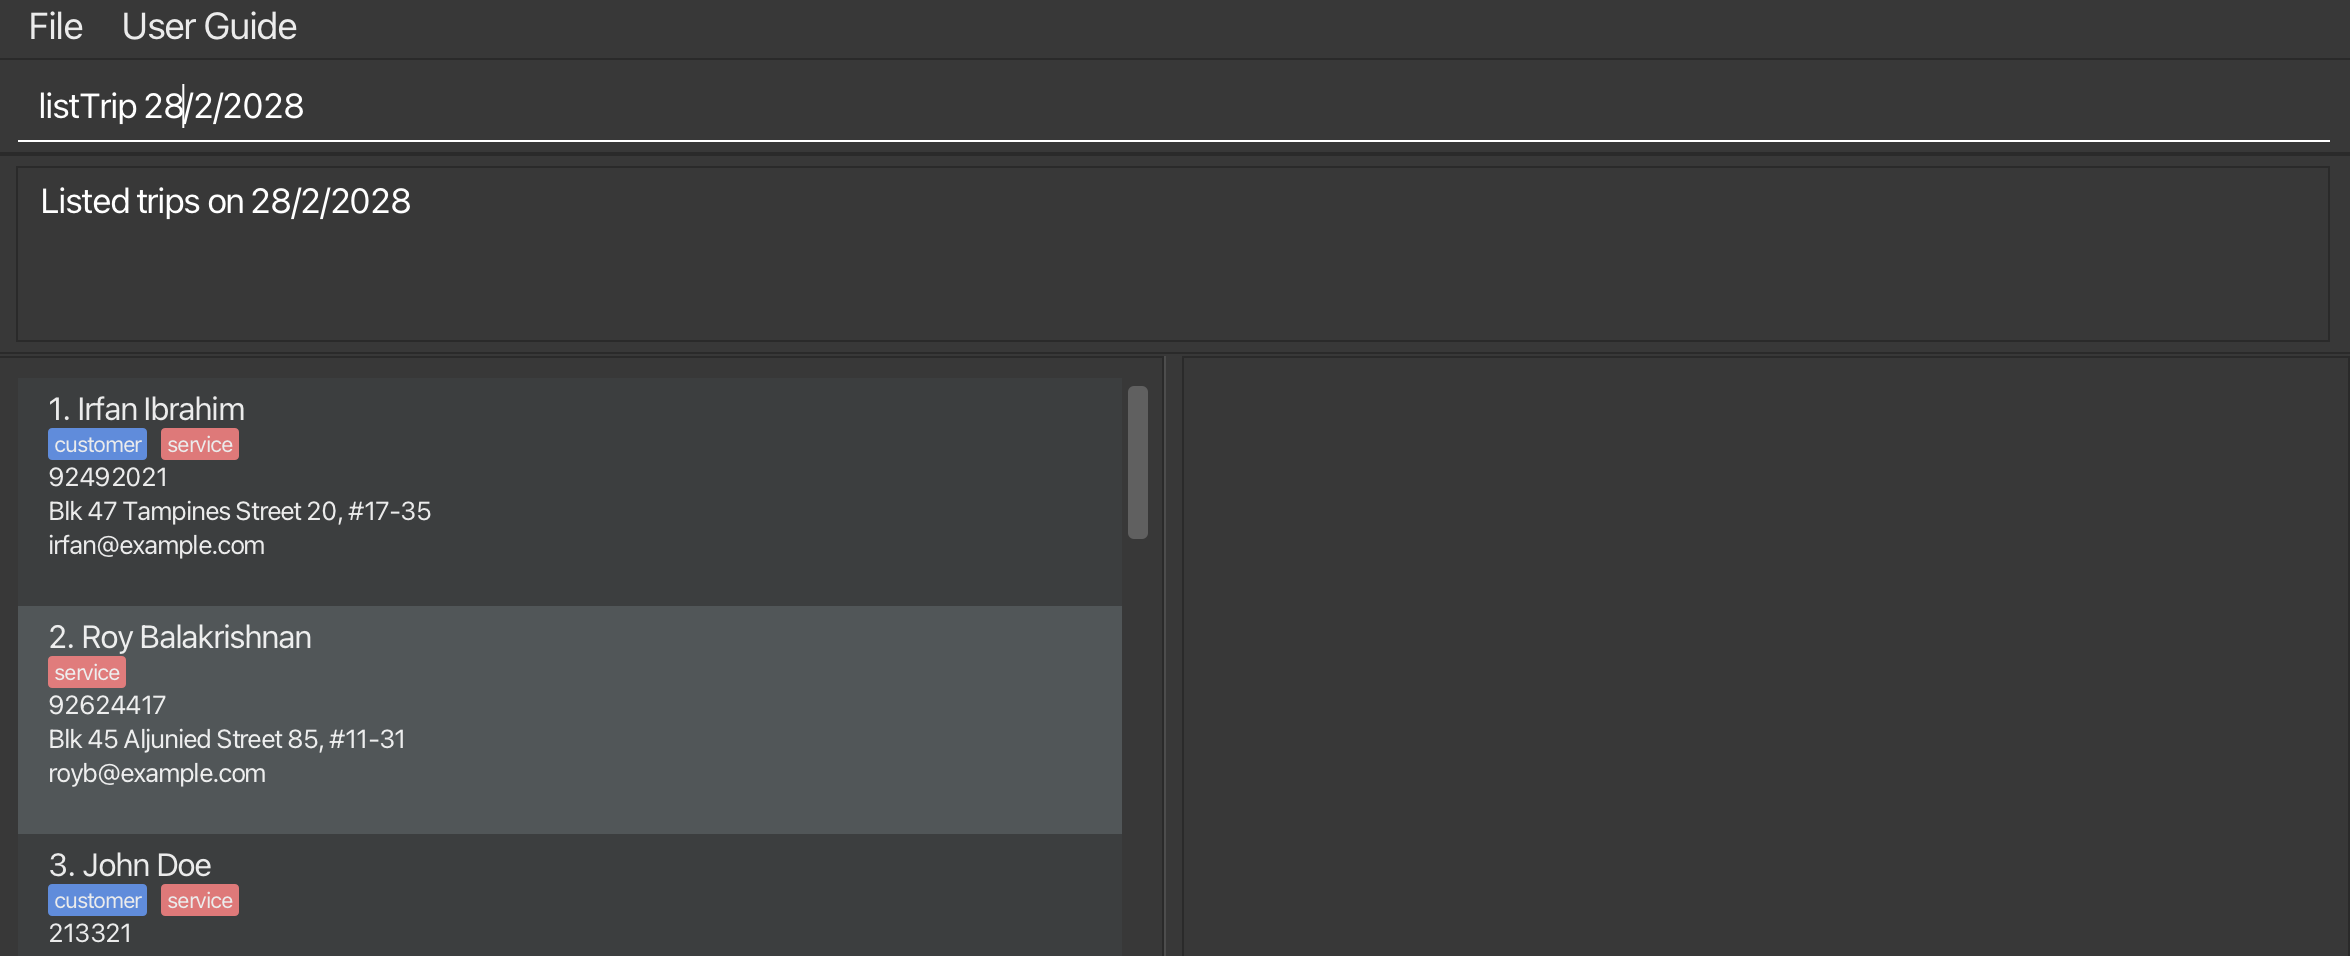 File User Guide
listTrip 28/2/2028
Listed trips on 28/2/2028
1. Irfan Ibrahim
customer service
92492021
Blk 47 Tampines Street 20, #17-35
irfan@example.com
2. Roy Balakrishnan
service
92624417
Blk 45 Aljunied Street 85, #11-31
royb@example.com
3. John Doe
customer service
213321